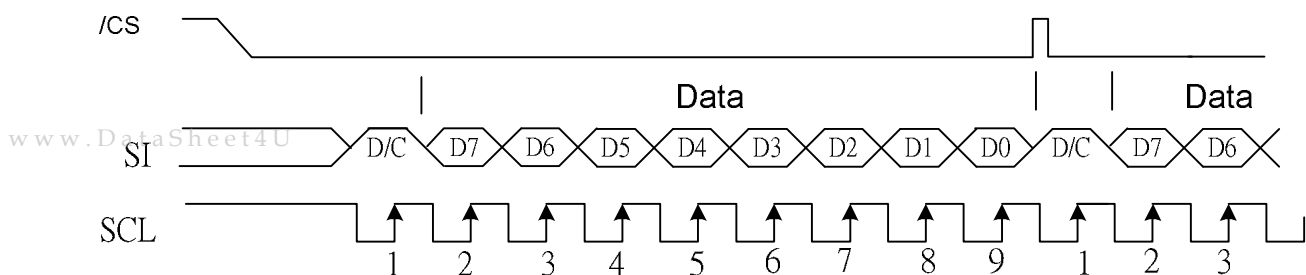 /CS
Data Data
www.DataSheet4U
SI D/C D7 D6 D5 D4 D3 D2 D1 D0 D/C D7 D6
SCL
1 2 3 4 5 6 7 8 9 1 2 3